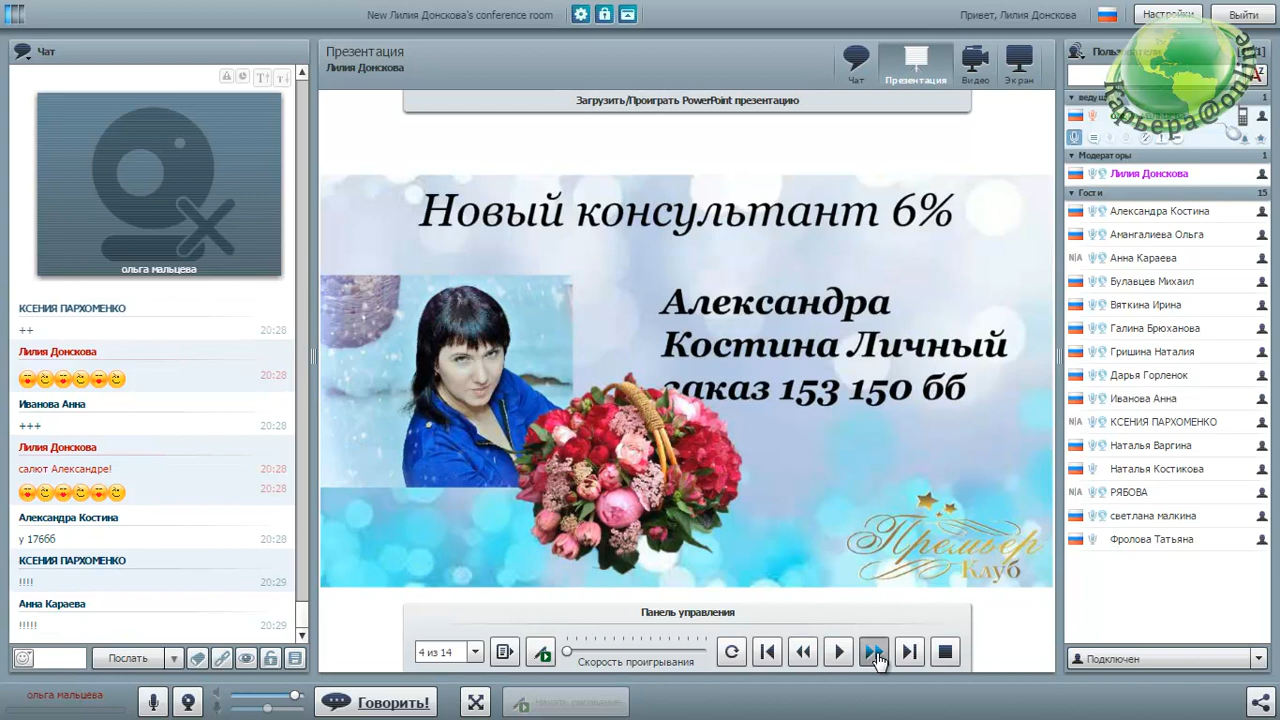 New Лилия Донскова's conference room
Привет, Лилия Донскова
Настройки
Выйти
Чат
ольга мальцева
КСЕНИЯ ПАРХОМЕНКО
++ 20:28
Лилия Донскова
20:28
Иванова Анна
+++ 20:28
Лилия Донскова
салют Александре! 20:28
20:28
Александра Костина
у 176бб 20:28
КСЕНИЯ ПАРХОМЕНКО
!!!! 20:29
Анна Караева
!!!!! 20:29
Послать
Презентация
Лилия Донскова
Чат
Презентация
Видео
Экран
Загрузить/Проиграть PowerPoint презентацию
Новый консультант 6%
Александра
Костина Личный
заказ 153 150 бб
Премьер
Клуб
Панель управления
4 из 14
Скорость проигрывания
Карьера@online
Модераторы 1
Лилия Донскова
Гости 15
Александра Костина
Амангалиева Ольга
N/A Анна Караева
Булавцев Михаил
Вяткина Ирина
Галина Брюханова
Гришина Наталия
Дарья Горленок
Иванова Анна
N/A КСЕНИЯ ПАРХОМЕНКО
Наталья Варгина
Наталья Костикова
N/A РЯБОВА
светлана малкина
Фролова Татьяна
Подключен
ольга мальцева
Говорить!